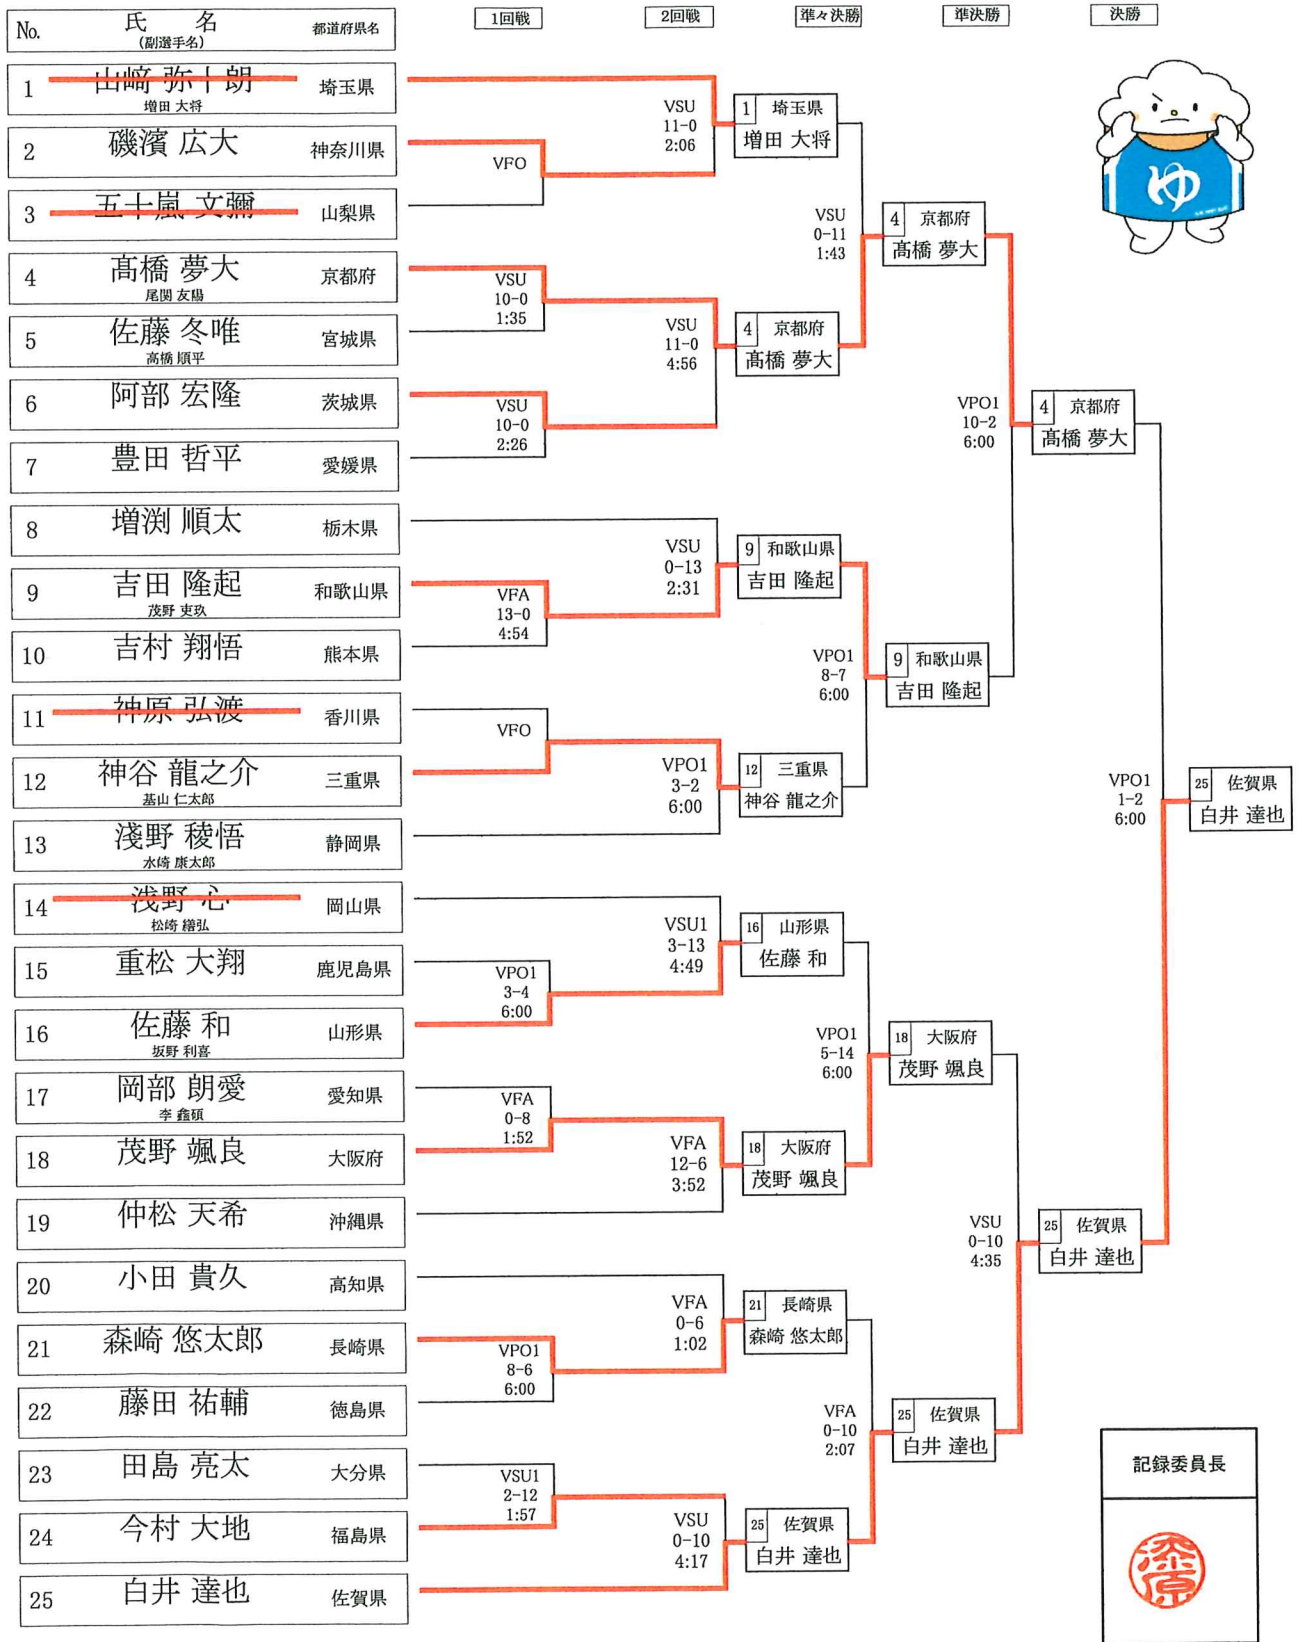 No. 氏 名 都道府県名 1回戦 2回戦 準々決勝 準決勝 決勝
(副選手名)
1 山﨑 弥十朗 埼玉県
増田 大将
2 磯濱 広大 神奈川県
3 五十嵐 文彌 山梨県
4 髙橋 夢大 京都府
尾関 友陽
5 佐藤 冬唯 宮城県
高橋 順平
6 阿部 宏隆 茨城県
7 豊田 哲平 愛媛県
8 増渕 順太 栃木県
9 吉田 隆起 和歌山県
茂野 吏玖
10 吉村 翔悟 熊本県
11 神原 弘渡 香川県
12 神谷 龍之介 三重県
基山 仁太郎
13 淺野 稜悟 静岡県
水崎 康太郎
14 浅野 心 岡山県
松崎 繕弘
15 重松 大翔 鹿児島県
16 佐藤 和 山形県
坂野 利喜
17 岡部 朗愛 愛知県
李 鑫碩
18 茂野 颯良 大阪府
19 仲松 天希 沖縄県
20 小田 貴久 高知県
21 森崎 悠太郎 長崎県
22 藤田 祐輔 徳島県
23 田島 亮太 大分県
24 今村 大地 福島県
25 白井 達也 佐賀県
VFO
VSU
10-0
1:35
VSU
10-0
2:26
VFA
13-0
4:54
VFO
VPO1
3-4
6:00
VFA
0-8
1:52
VPO1
8-6
6:00
VSU1
2-12
1:57
VSU
11-0
2:06
VSU
11-0
4:56
VSU
0-13
2:31
VPO1
3-2
6:00
VSU1
3-13
4:49
VFA
12-6
3:52
VFA
0-6
1:02
VSU
0-10
4:17
1 埼玉県
増田 大将
4 京都府
髙橋 夢大
9 和歌山県
吉田 隆起
12 三重県
神谷 龍之介
16 山形県
佐藤 和
18 大阪府
茂野 颯良
21 長崎県
森崎 悠太郎
25 佐賀県
白井 達也
VSU
0-11
1:43
VPO1
8-7
6:00
VPO1
5-14
6:00
VFA
0-10
2:07
4 京都府
髙橋 夢大
9 和歌山県
吉田 隆起
18 大阪府
茂野 颯良
25 佐賀県
白井 達也
VPO1
10-2
6:00
VSU
0-10
4:35
4 京都府
髙橋 夢大
25 佐賀県
白井 達也
VPO1
1-2
6:00
25 佐賀県
白井 達也
ゆ
記録委員長
漆原